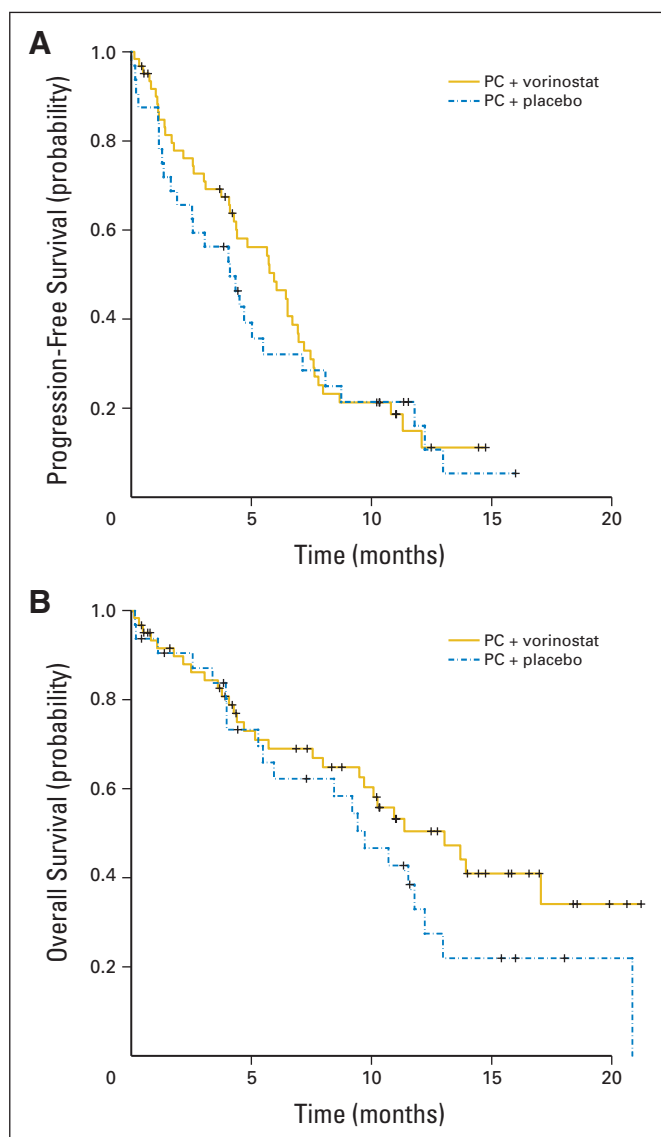 A
1.0
0.8
0.6
0.4
0.2
0
5
10
15
20
Progression-Free Survival (probability)
Time (months)
PC + vorinostat
PC + placebo
B
1.0
0.8
0.6
0.4
0.2
0
5
10
15
20
Overall Survival (probability)
Time (months)
PC + vorinostat
PC + placebo